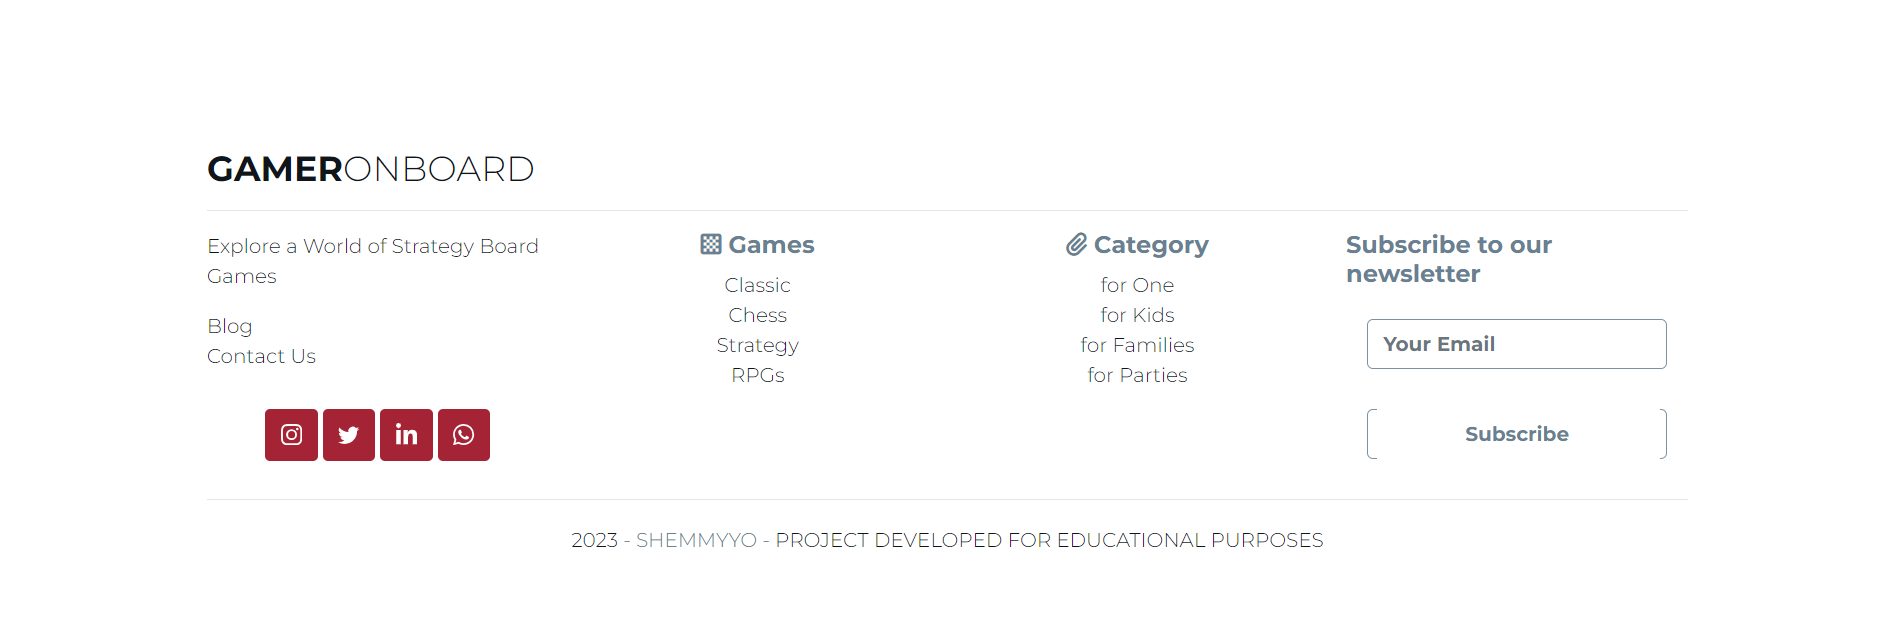 GAMERONBOARD
Explore a World of Strategy Board
Games
Blog
Contact Us
Games
Classic
Chess
Strategy
RPGs
Category
for One
for Kids
for Families
for Parties
Subscribe to our
newsletter
Your Email
Subscribe
2023 - SHEMMYYO - PROJECT DEVELOPED FOR EDUCATIONAL PURPOSES